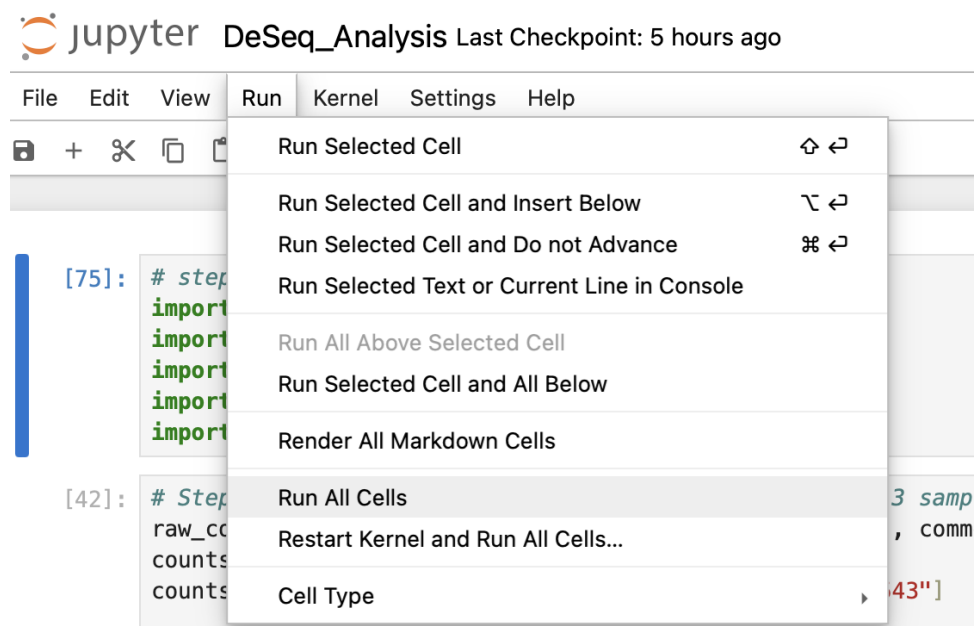 jupyter DeSeq_Analysis Last Checkpoint: 5 hours ago
File Edit View Run Kernel Settings Help
Run Selected Cell ⇧ ⏎
Run Selected Cell and Insert Below ⌥ ⏎
Run Selected Cell and Do not Advance ⌘ ⏎
Run Selected Text or Current Line in Console
Run All Above Selected Cell
Run Selected Cell and All Below
Render All Markdown Cells
Run All Cells
Restart Kernel and Run All Cells...
Cell Type
[75]: # step
import
import
import
import
import
[42]: # Step 3 samp
raw_co , comm
counts
counts 43"]